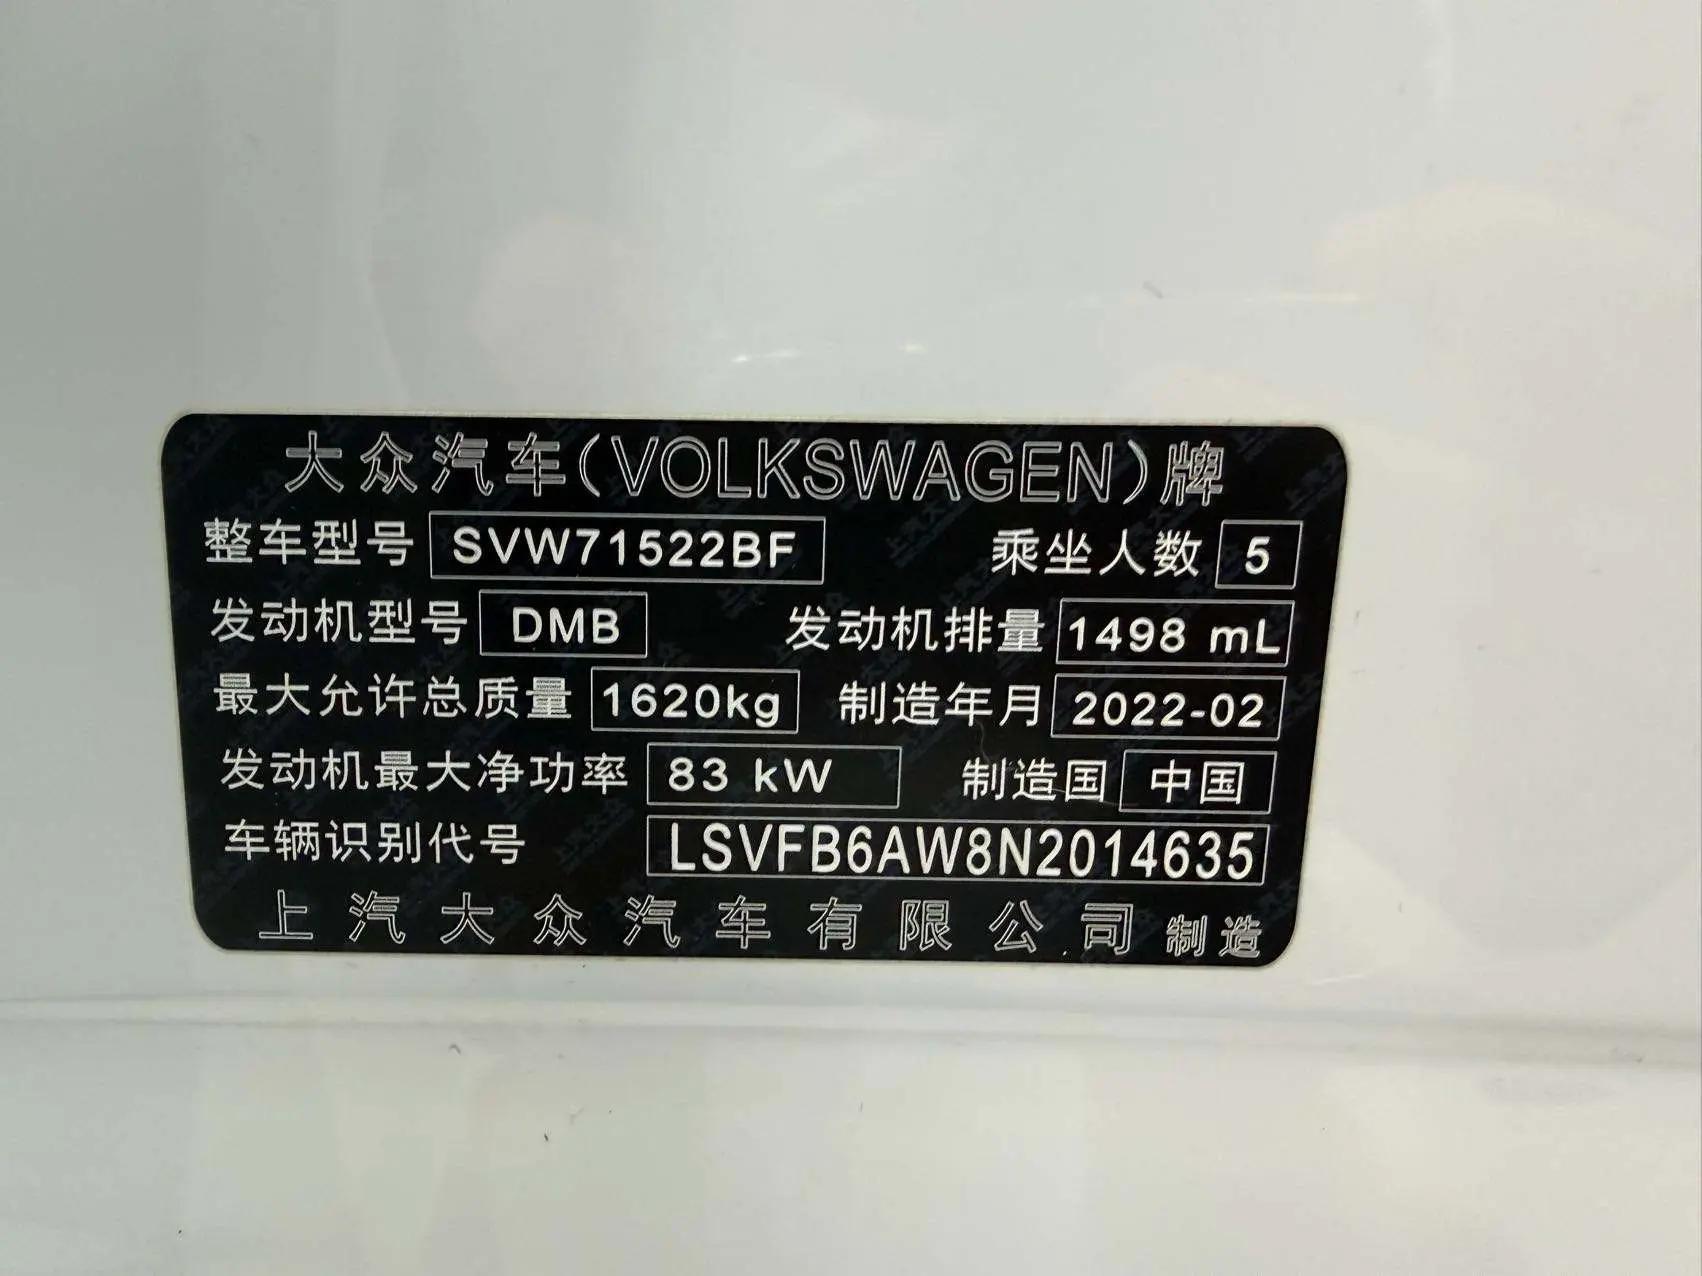 大众汽车(VOLKSWAGEN)牌
整车型号 SVW71522BF 乘坐人数 5
发动机型号 DMB 发动机排量 1498 mL
最大允许总质量 1620kg 制造年月 2022-02
发动机最大净功率 83 kW 制造国 中国
车辆识别代号 LSVFB6AW8N2014635
上汽大众汽车有限公司 制造